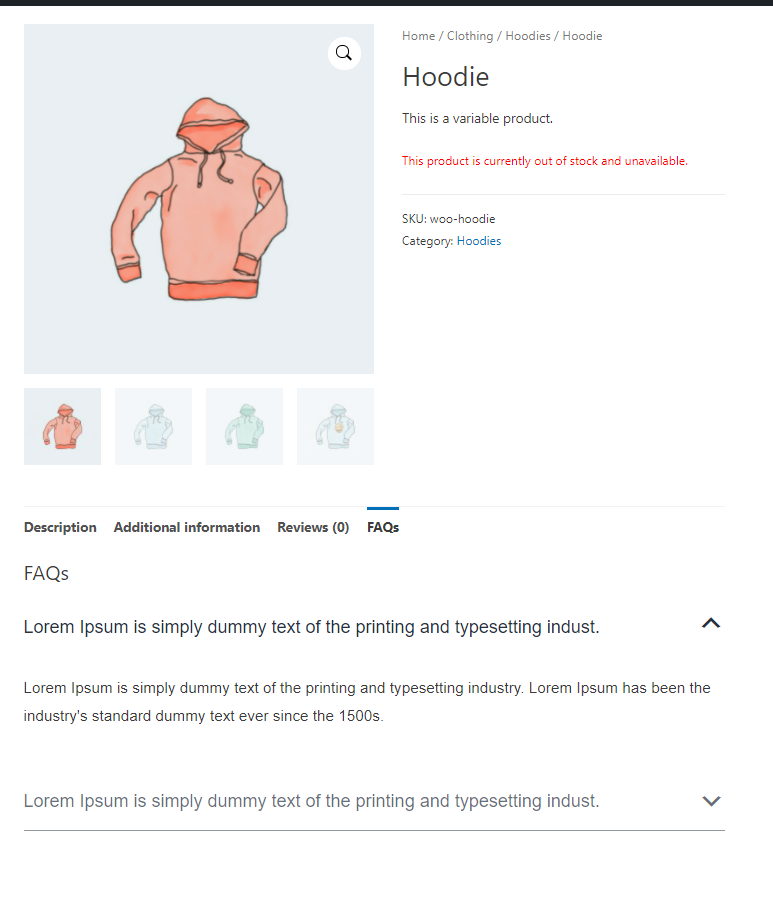 Home / Clothing / Hoodies / Hoodie
Hoodie
This is a variable product.
This product is currently out of stock and unavailable.
SKU: woo-hoodie
Category: Hoodies
Description Additional information Reviews (0) FAQs
FAQs
Lorem Ipsum is simply dummy text of the printing and typesetting indust.
Lorem Ipsum is simply dummy text of the printing and typesetting industry. Lorem Ipsum has been the
industry's standard dummy text ever since the 1500s.
Lorem Ipsum is simply dummy text of the printing and typesetting indust.